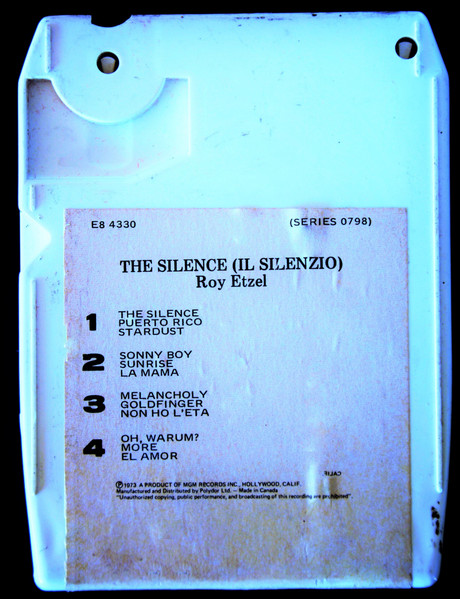 E8 4330 (SERIES 0798)
THE SILENCE (IL SILENZIO)
Roy Etzel
1 THE SILENCE
PUERTO RICO
STARDUST
2 SONNY BOY
SUNRISE
LA MAMA
3 MELANCHOLY
GOLDFINGER
NON HO L'ETA
4 OH, WARUM?
MORE
EL AMOR
CALIF.
℗1973 A PRODUCT OF MGM RECORDS INC., HOLLYWOOD, CALIF.
Manufactured and Distributed by Polydor Ltd. – Made in Canada
"Unauthorized copying, public performance, and broadcasting of this recording are prohibited".